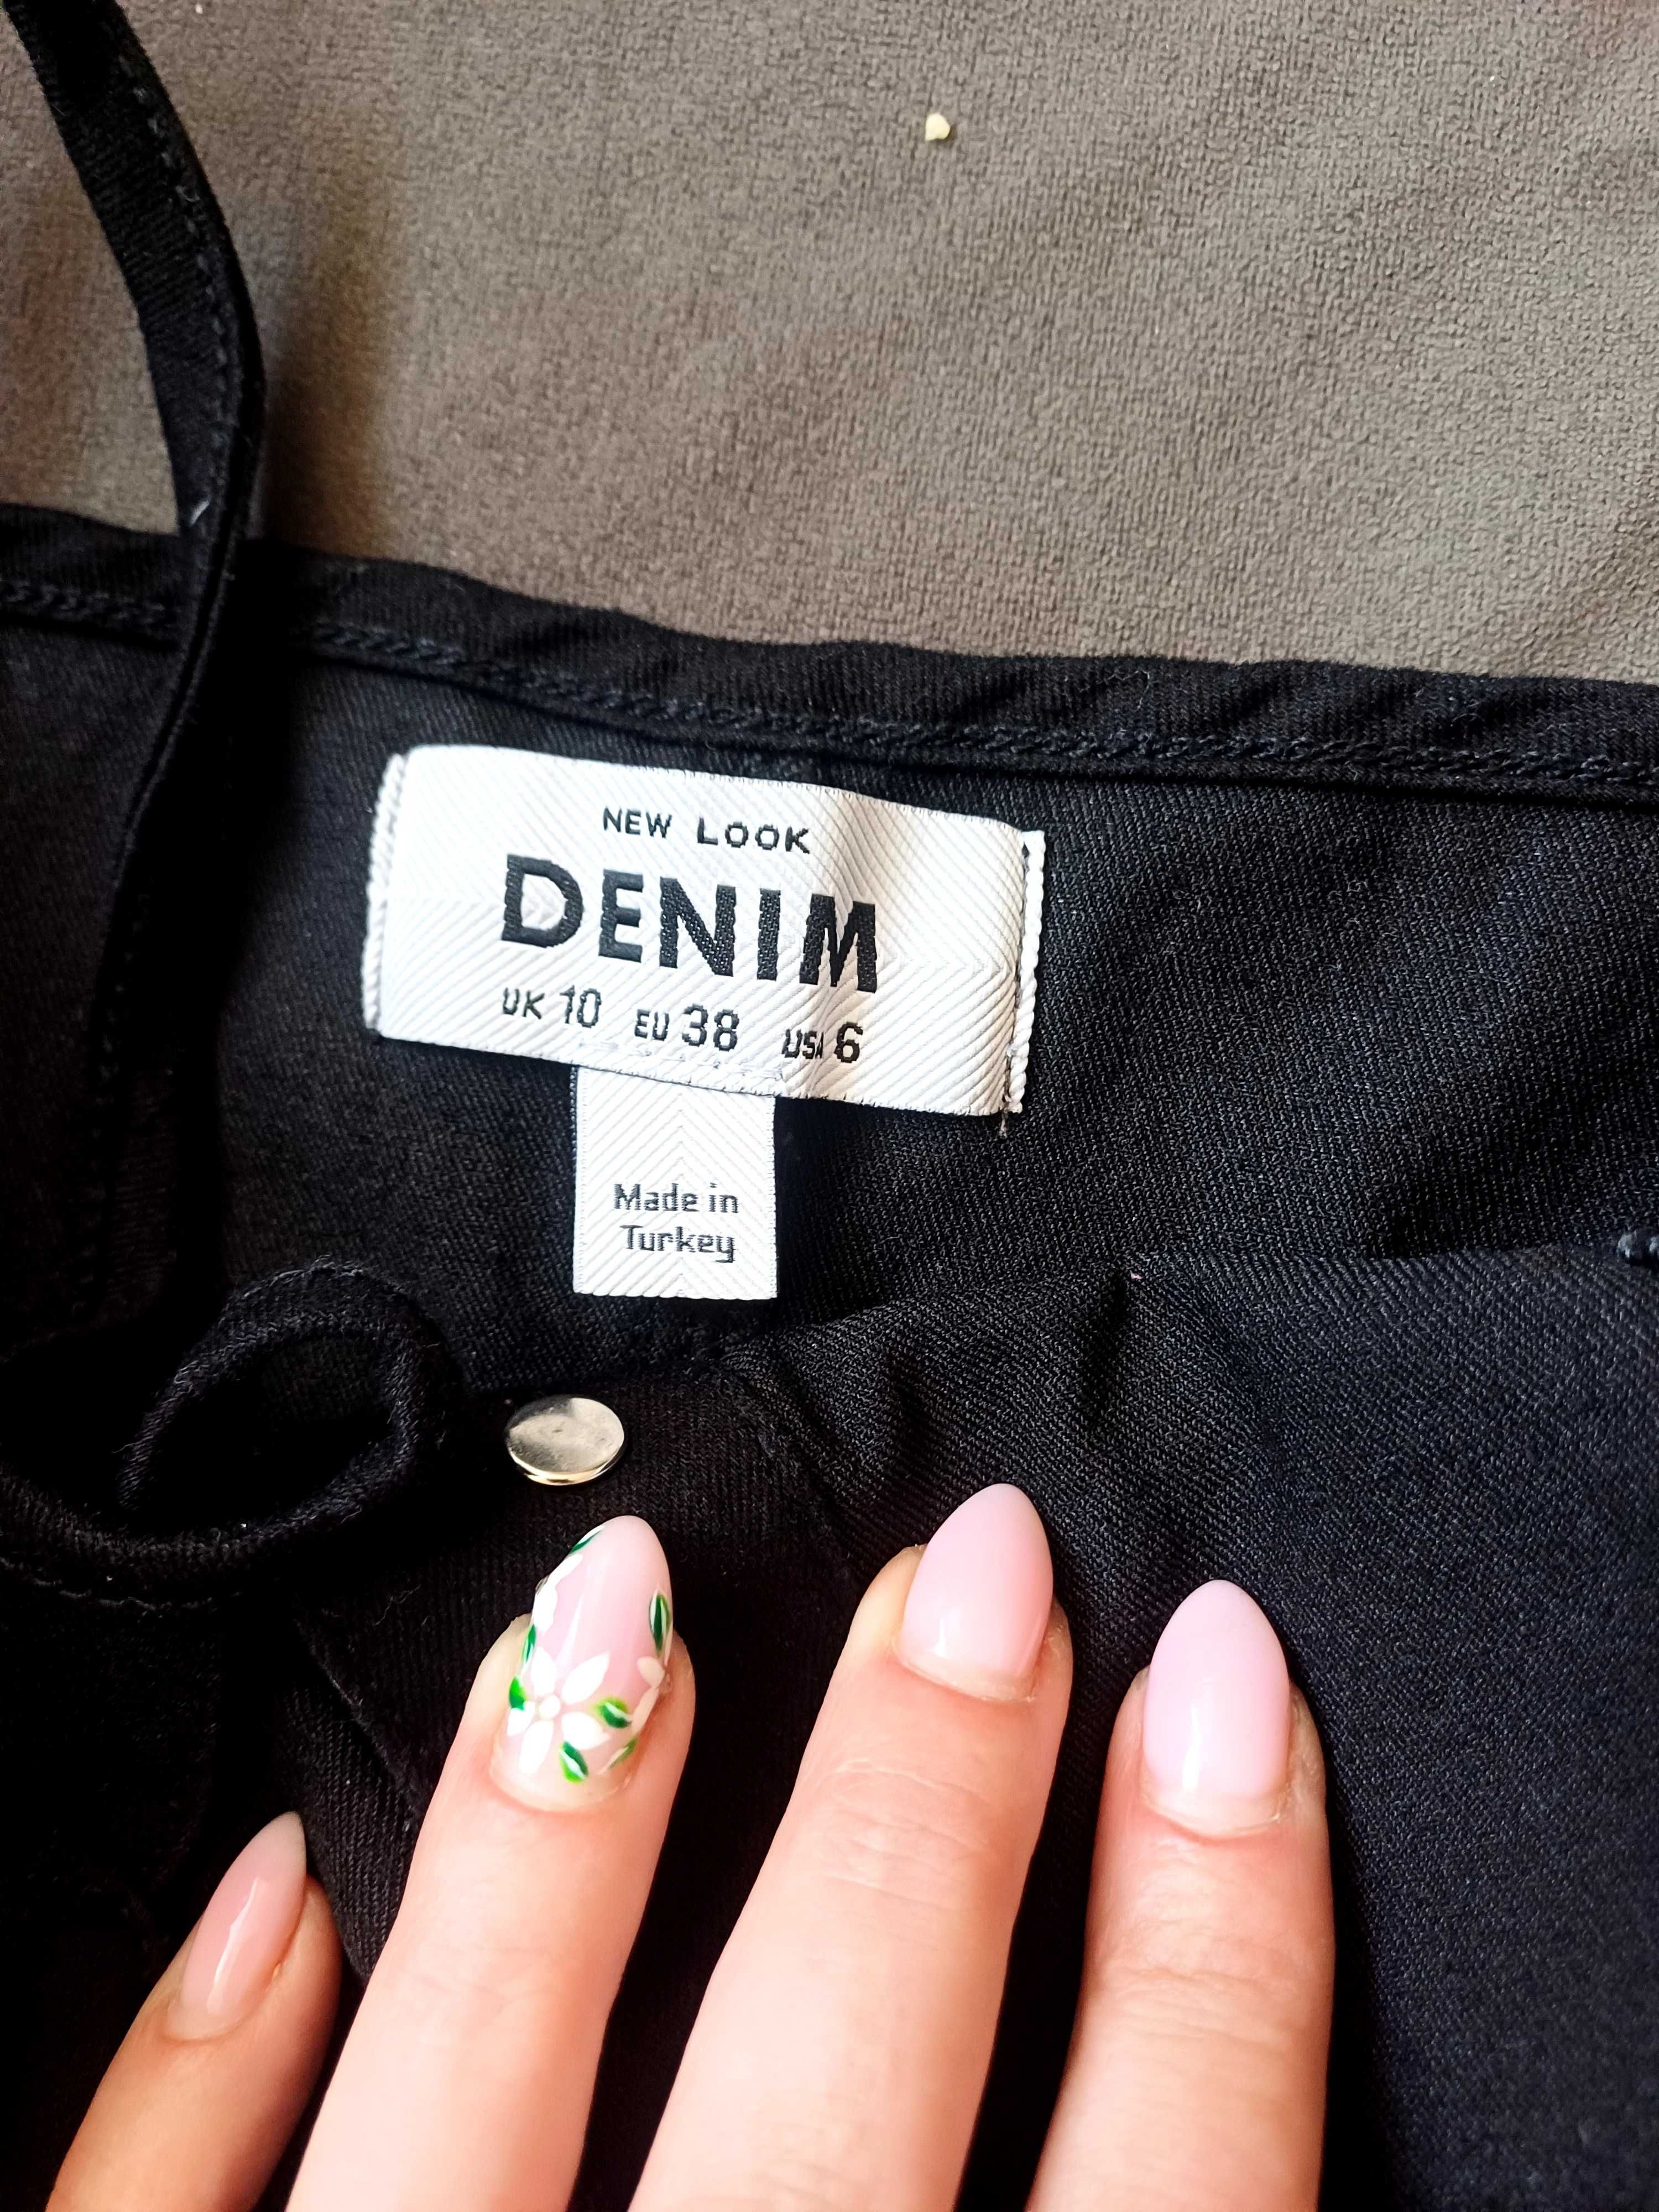 NEW LOOK
DENIM
UK 10 EU 38 USA 6
Made in
Turkey